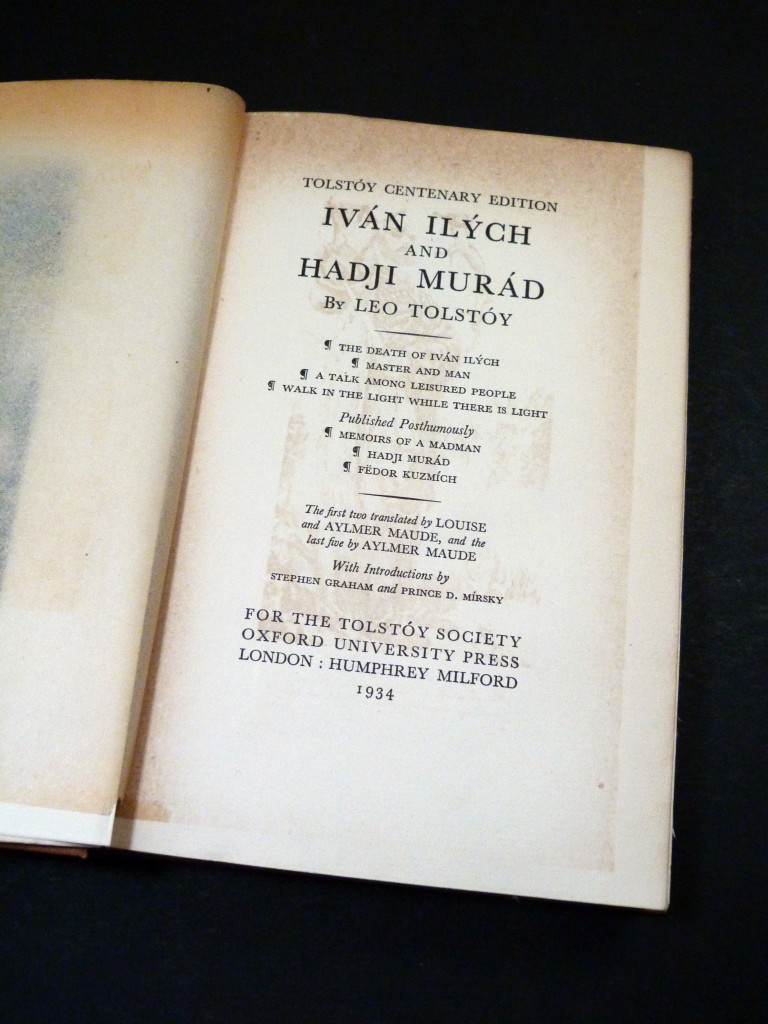 TOLSTÓY CENTENARY EDITION
IVÁN ILÝCH
AND
HADJI MURÁD
By LEO TOLSTÓY
¶ THE DEATH OF IVÁN ILÝCH
¶ MASTER AND MAN
¶ A TALK AMONG LEISURED PEOPLE
¶ WALK IN THE LIGHT WHILE THERE IS LIGHT
Published Posthumously
¶ MEMOIRS OF A MADMAN
¶ HADJI MURÁD
¶ FËDOR KUZMÍCH
The first two translated by LOUISE
and AYLMER MAUDE, and the
last five by AYLMER MAUDE
With Introductions by
STEPHEN GRAHAM and PRINCE D. MÍRSKY
FOR THE TOLSTÓY SOCIETY
OXFORD UNIVERSITY PRESS
LONDON : HUMPHREY MILFORD
1934